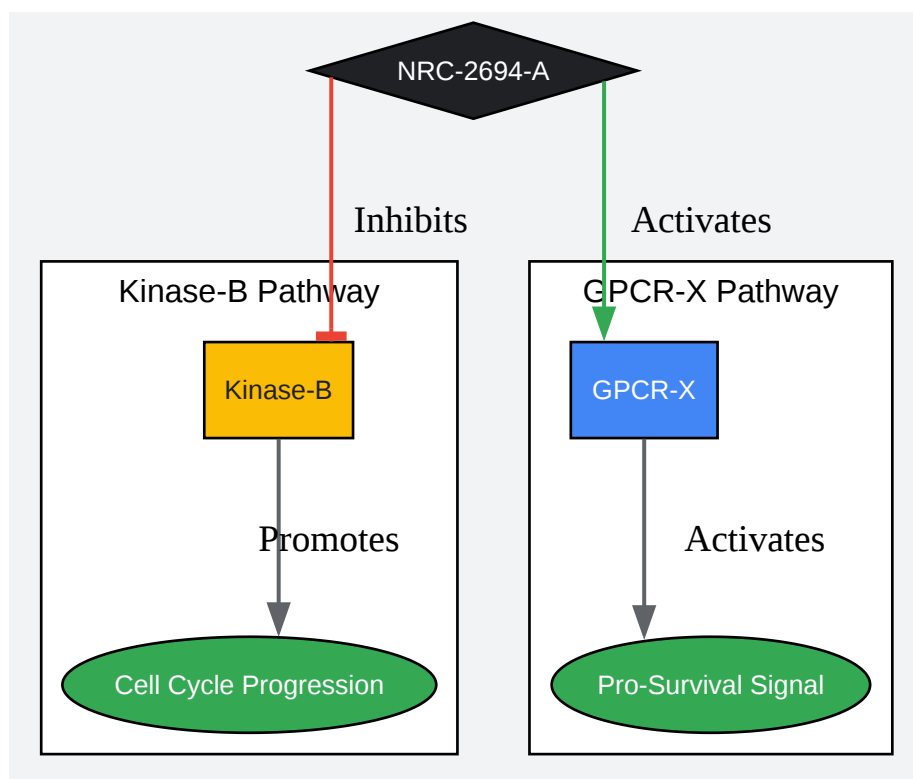 NRC-2694-A
Inhibits
Activates
Kinase-B Pathway
GPCR-X Pathway
Kinase-B
GPCR-X
Promotes
Activates
Cell Cycle Progression
Pro-Survival Signal